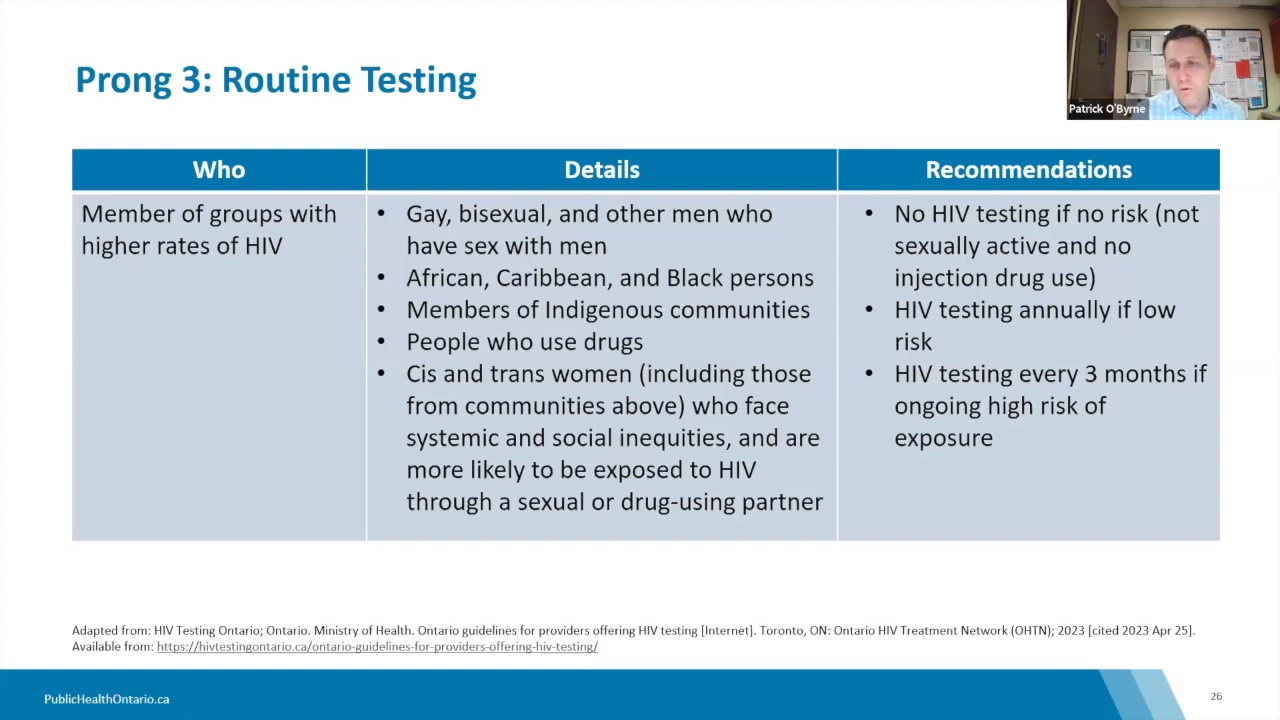 Prong 3: Routine Testing
Patrick O'Byrne
Who
Details
Recommendations
Member of groups with
higher rates of HIV
• Gay, bisexual, and other men who
have sex with men
• African, Caribbean, and Black persons
• Members of Indigenous communities
• People who use drugs
• Cis and trans women (including those
from communities above) who face
systemic and social inequities, and are
more likely to be exposed to HIV
through a sexual or drug-using partner
• No HIV testing if no risk (not
sexually active and no
injection drug use)
• HIV testing annually if low
risk
• HIV testing every 3 months if
ongoing high risk of
exposure
Adapted from: HIV Testing Ontario; Ontario. Ministry of Health. Ontario guidelines for providers offering HIV testing [Internet]. Toronto, ON: Ontario HIV Treatment Network (OHTN); 2023 [cited 2023 Apr 25].
Available from: https://hivtestingontario.ca/ontario-guidelines-for-providers-offering-hiv-testing/
PublicHealthOntario.ca
26